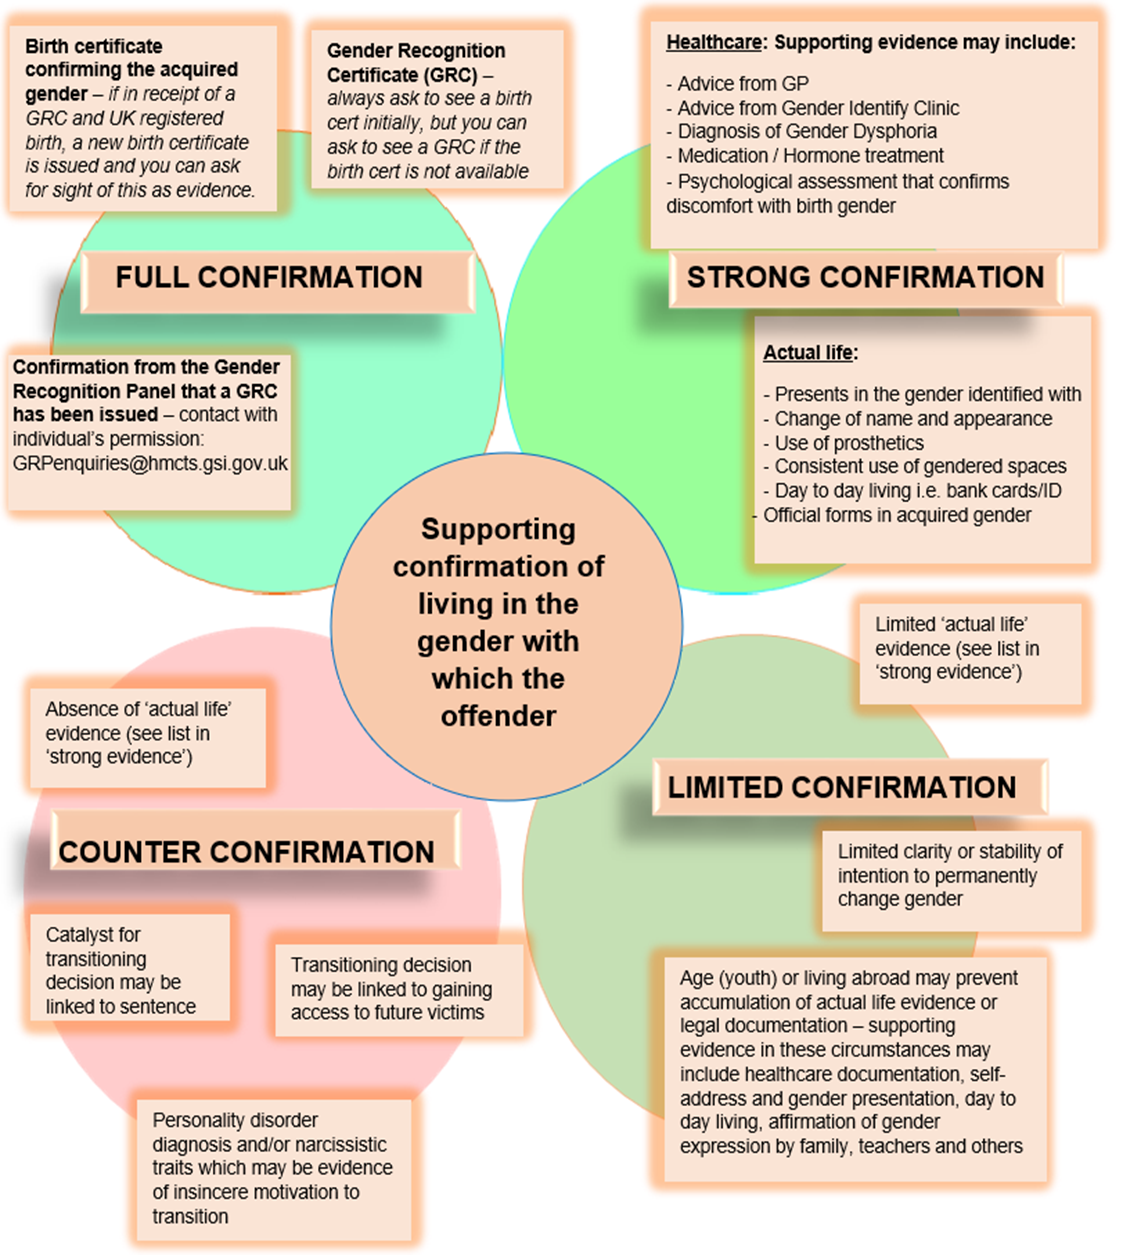 Birth certificate
confirming the acquired
gender – if in receipt of a
GRC and UK registered
birth, a new birth certificate
is issued and you can ask
for sight of this as evidence.
Gender Recognition
Certificate (GRC) –
always ask to see a birth
cert initially, but you can
ask to see a GRC if the
birth cert is not available
FULL CONFIRMATION
Confirmation from the Gender
Recognition Panel that a GRC
has been issued – contact with
individual’s permission:
GRPenquiries@hmcts.gsi.gov.uk
Healthcare: Supporting evidence may include:
- Advice from GP
- Advice from Gender Identify Clinic
- Diagnosis of Gender Dysphoria
- Medication / Hormone treatment
- Psychological assessment that confirms
discomfort with birth gender
STRONG CONFIRMATION
Actual life:
- Presents in the gender identified with
- Change of name and appearance
- Use of prosthetics
- Consistent use of gendered spaces
- Day to day living i.e. bank cards/ID
- Official forms in acquired gender
Supporting
confirmation of
living in the
gender with
which the
offender
Absence of ‘actual life’
evidence (see list in
‘strong evidence’)
COUNTER CONFIRMATION
Catalyst for
transitioning
decision may be
linked to sentence
Transitioning decision
may be linked to gaining
access to future victims
Personality disorder
diagnosis and/or narcissistic
traits which may be evidence
of insincere motivation to
transition
Limited ‘actual life’
evidence (see list in
‘strong evidence’)
LIMITED CONFIRMATION
Limited clarity or stability of
intention to permanently
change gender
Age (youth) or living abroad may prevent
accumulation of actual life evidence or
legal documentation – supporting
evidence in these circumstances may
include healthcare documentation, self-
address and gender presentation, day to
day living, affirmation of gender
expression by family, teachers and others